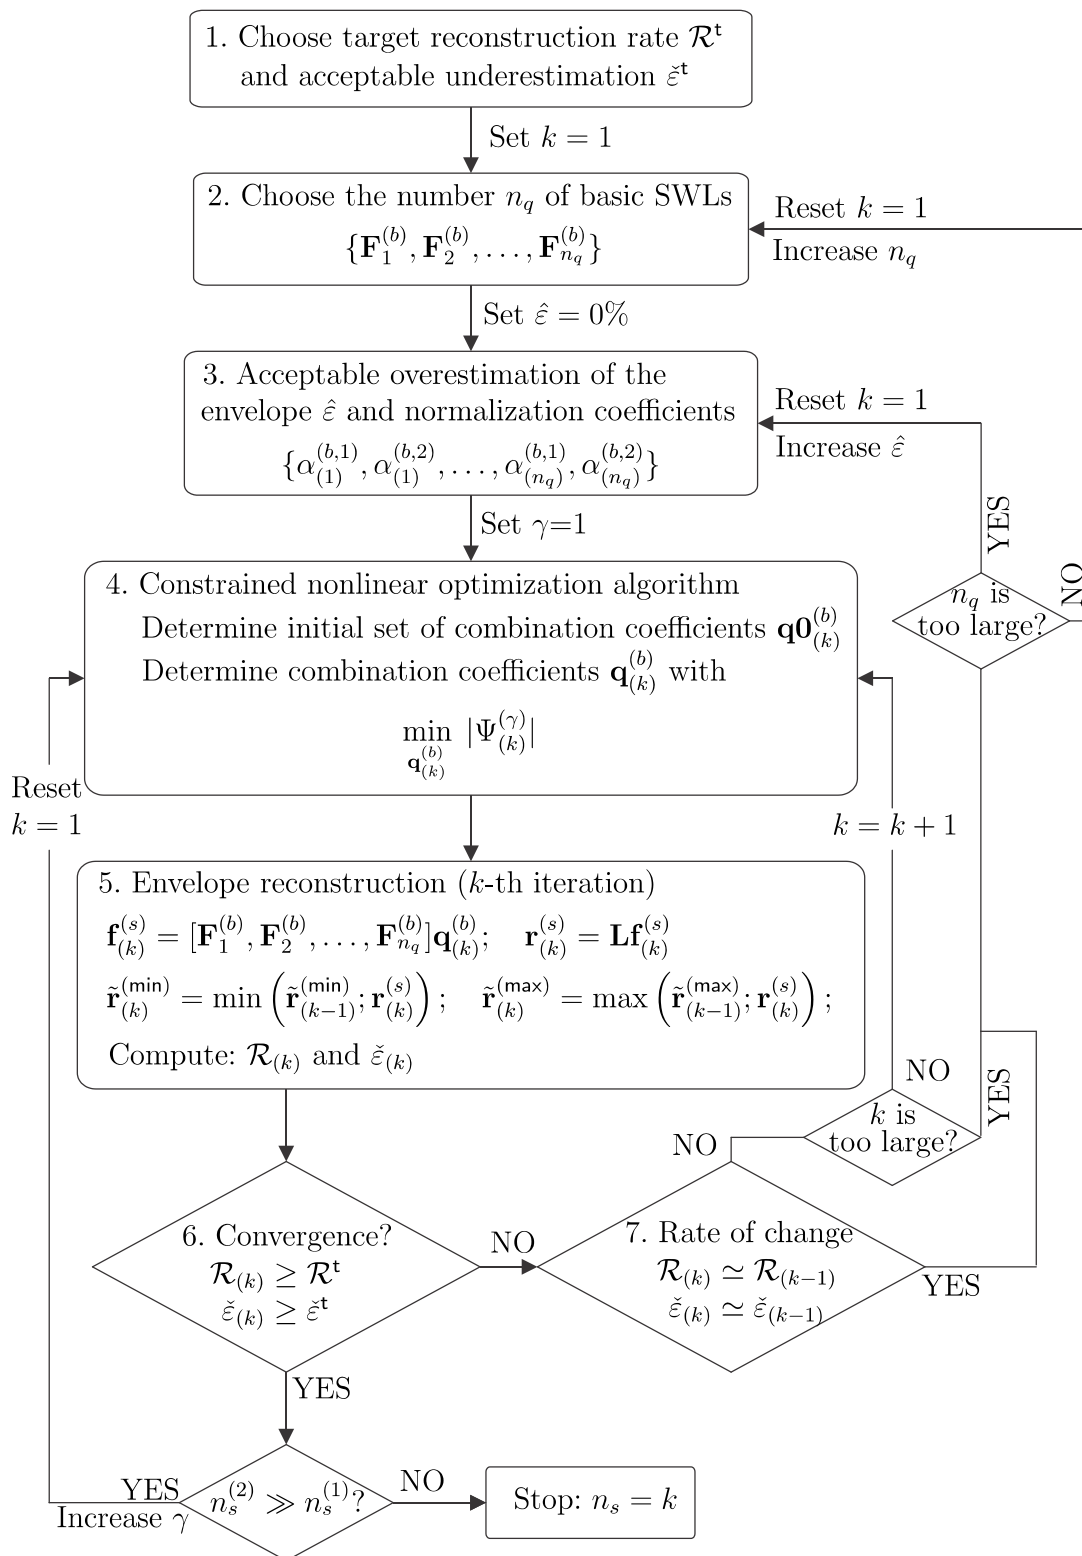 1. Choose target reconstruction rate ℛᵗ
and acceptable underestimation ε̌ᵗ
Set k = 1
2. Choose the number n_q of basic SWLs
{F_1^{(b)}, F_2^{(b)}, . . . , F_{n_q}^{(b)}}
Reset k = 1
Increase n_q
Set ε̂ = 0%
3. Acceptable overestimation of the
envelope ε̂ and normalization coefficients
{α_{(1)}^{(b,1)}, α_{(1)}^{(b,2)}, . . . , α_{(n_q)}^{(b,1)}, α_{(n_q)}^{(b,2)}}
Reset k = 1
Increase ε̂
Set γ=1
YES
NO
n_q is
too large?
4. Constrained nonlinear optimization algorithm
Determine initial set of combination coefficients q0_{(k)}^{(b)}
Determine combination coefficients q_{(k)}^{(b)} with
min |Ψ_{(k)}^{(γ)}|
q_{(k)}^{(b)}
Reset
k = 1
k = k + 1
5. Envelope reconstruction (k-th iteration)
f_{(k)}^{(s)} = [F_1^{(b)}, F_2^{(b)}, . . . , F_{n_q}^{(b)}]q_{(k)}^{(b)}; r_{(k)}^{(s)} = Lf_{(k)}^{(s)}
r̃_{(k)}^{(min)} = min (r̃_{(k-1)}^{(min)}; r_{(k)}^{(s)}) ; r̃_{(k)}^{(max)} = max (r̃_{(k-1)}^{(max)}; r_{(k)}^{(s)}) ;
Compute: ℛ_{(k)} and ε̌_{(k)}
NO
YES
k is
too large?
NO
6. Convergence?
ℛ_{(k)} ≥ ℛᵗ
ε̌_{(k)} ≥ ε̌ᵗ
NO
7. Rate of change
ℛ_{(k)} ≃ ℛ_{(k-1)}
ε̌_{(k)} ≃ ε̌_{(k-1)}
YES
YES
YES
Increase γ
n_s^{(2)} ≫ n_s^{(1)}?
NO
Stop: n_s = k